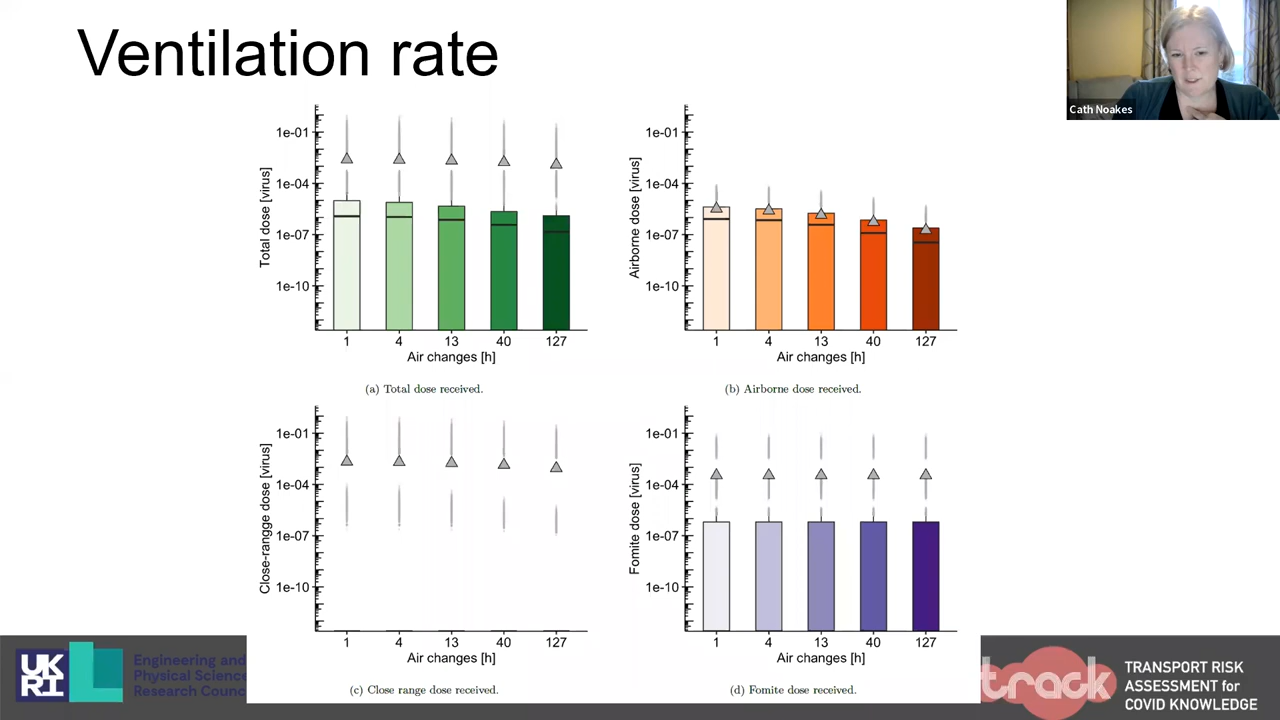 Ventilation rate
Cath Noakes
Total dose [virus]
1e-01
1e-04
1e-07
1e-10
1 4 13 40 127
Air changes [h]
(a) Total dose received.
Airborne dose [virus]
1e-01
1e-04
1e-07
1e-10
1 4 13 40 127
Air changes [h]
(b) Airborne dose received.
Close-rangge dose [virus]
1e-01
1e-04
1e-07
1e-10
1 4 13 40 127
Air changes [h]
(c) Close range dose received.
Fomite dose [virus]
1e-01
1e-04
1e-07
1e-10
1 4 13 40 127
Air changes [h]
(d) Fomite dose received.
UK
RI
Engineering and
Physical Science
Research Counc
track
TRANSPORT RISK
ASSESSMENT for
COVID KNOWLEDGE